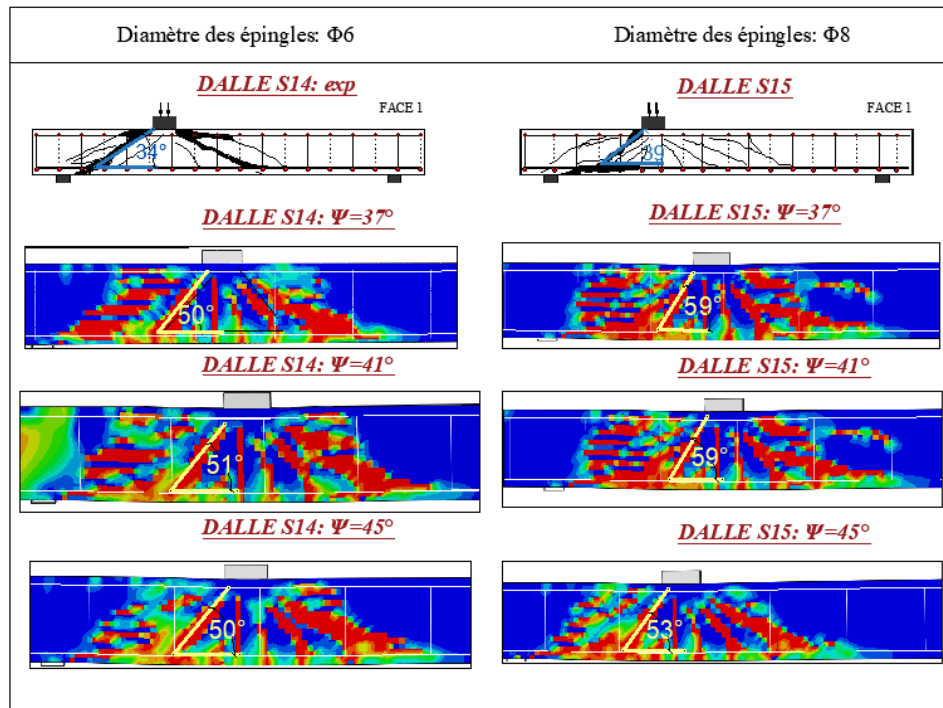 Diamètre des épingles: Φ6
Diamètre des épingles: Φ8
DALLE S14: exp
DALLE S15
FACE 1
FACE 1
34°
39
DALLE S14: Ψ=37°
DALLE S15: Ψ=37°
50°
59°
DALLE S14: Ψ=41°
DALLE S15: Ψ=41°
51°
59°
DALLE S14: Ψ=45°
DALLE S15: Ψ=45°
50°
53°